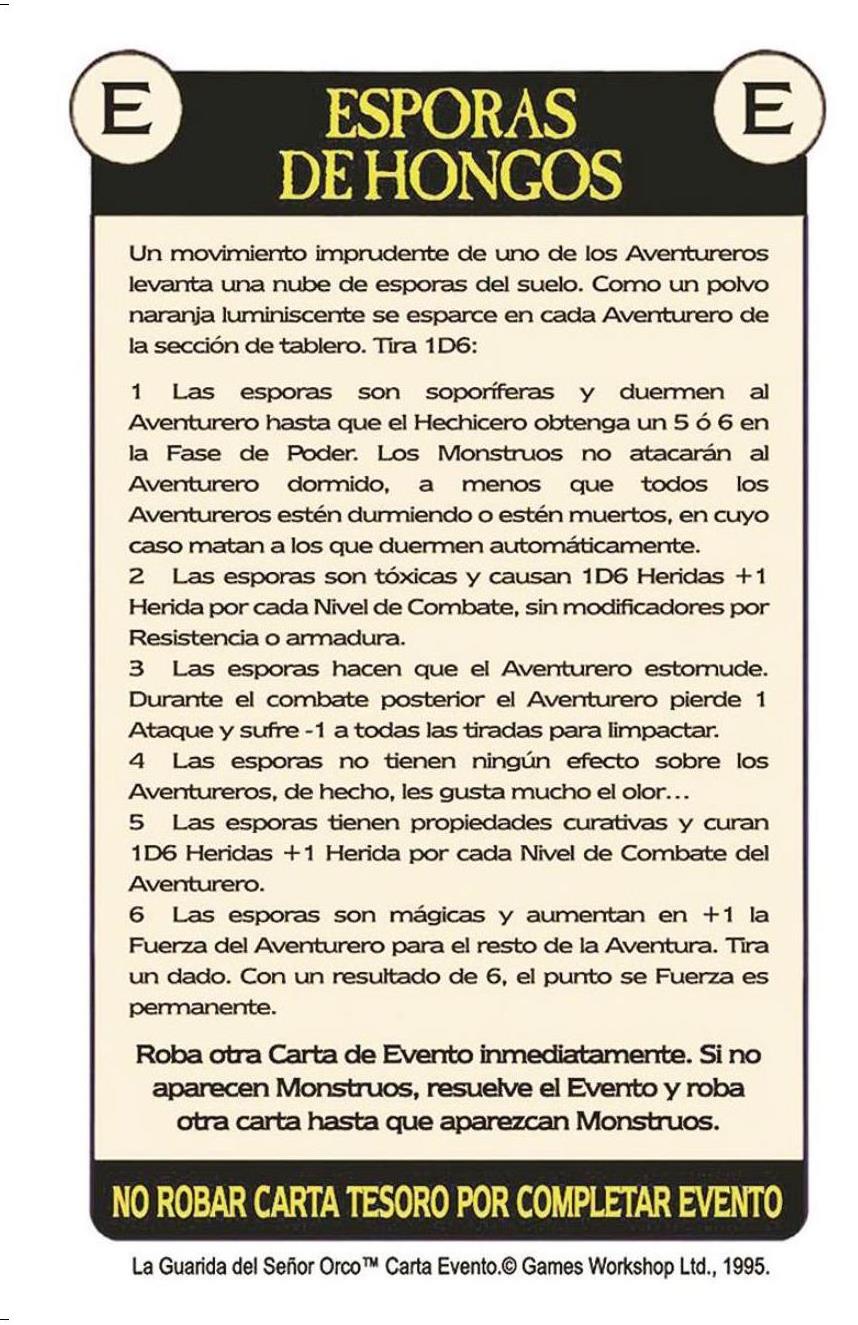 E E
ESPORAS
DE HONGOS
Un movimiento imprudente de uno de los Aventureros
levanta una nube de esporas del suelo. Como un polvo
naranja luminiscente se esparce en cada Aventurero de
la sección de tablero. Tira 1D6:
1 Las esporas son soporíferas y duermen al
Aventurero hasta que el Hechicero obtenga un 5 ó 6 en
la Fase de Poder. Los Monstruos no atacarán al
Aventurero dormido, a menos que todos los
Aventureros estén durmiendo o estén muertos, en cuyo
caso matan a los que duermen automáticamente.
2 Las esporas son tóxicas y causan 1D6 Heridas +1
Herida por cada Nivel de Combate, sin modificadores por
Resistencia o armadura.
3 Las esporas hacen que el Aventurero estornude.
Durante el combate posterior el Aventurero pierde 1
Ataque y sufre -1 a todas las tiradas para limpactar.
4 Las esporas no tienen ningún efecto sobre los
Aventureros, de hecho, les gusta mucho el olor...
5 Las esporas tienen propiedades curativas y curan
1D6 Heridas +1 Herida por cada Nivel de Combate del
Aventurero.
6 Las esporas son mágicas y aumentan en +1 la
Fuerza del Aventurero para el resto de la Aventura. Tira
un dado. Con un resultado de 6, el punto se Fuerza es
permanente.
Roba otra Carta de Evento inmediatamente. Si no
aparecen Monstruos, resuelve el Evento y roba
otra carta hasta que aparezcan Monstruos.
NO ROBAR CARTA TESORO POR COMPLETAR EVENTO
La Guarida del Señor Orco™ Carta Evento.© Games Workshop Ltd., 1995.